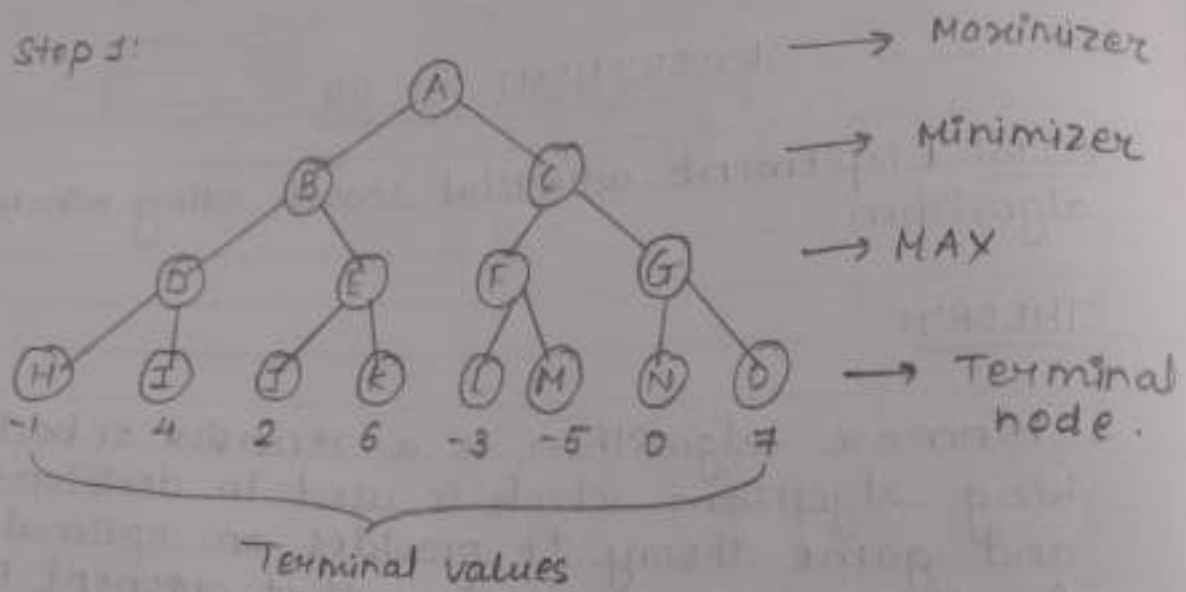 Step 1:
→ Maximizer
A
→ Minimizer
B C
→ MAX
D E F G
H I J K L M N O
→ Terminal node.
-1 4 2 6 -3 -5 0 7
Terminal values